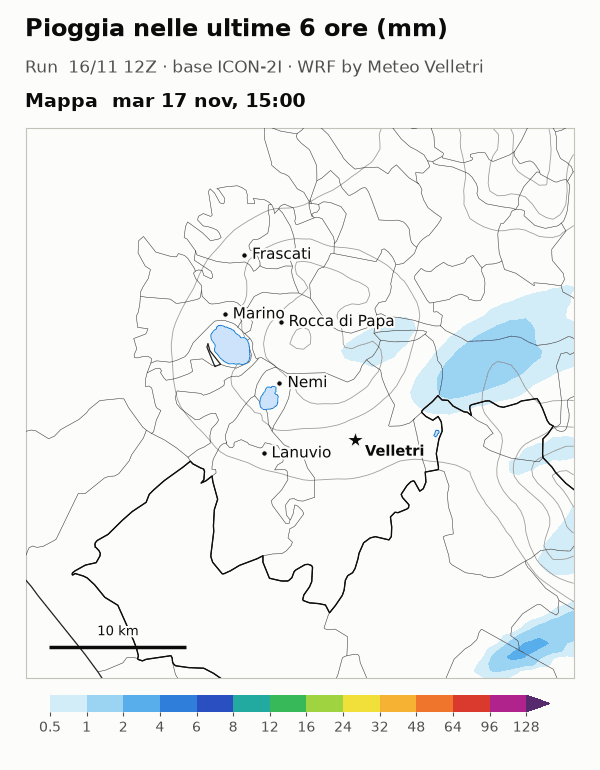 Pioggia nelle ultime 6 ore (mm)
Run  16/11 12Z · base ICON-2I · WRF by Meteo Velletri
Mappa  mar 17 nov, 15:00
Frascati
Marino
Rocca di Papa
Nemi
Velletri
Lanuvio
10 km
0.5 1 2 4 6 8 12 16 24 32 48 64 96 128